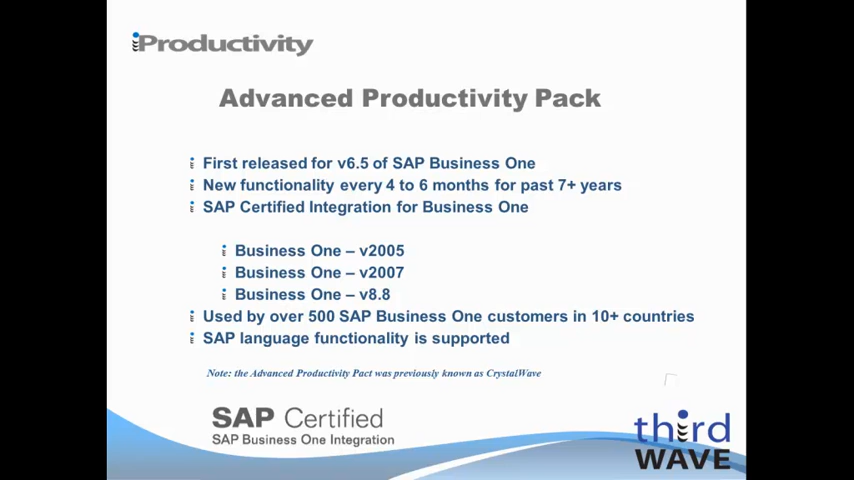 iProductivity
Advanced Productivity Pack
First released for v6.5 of SAP Business One
New functionality every 4 to 6 months for past 7+ years
SAP Certified Integration for Business One
Business One – v2005
Business One – v2007
Business One – v8.8
Used by over 500 SAP Business One customers in 10+ countries
SAP language functionality is supported
Note: the Advanced Productivity Pact was previously known as CrystalWave
SAP Certified
SAP Business One Integration
third
WAVE